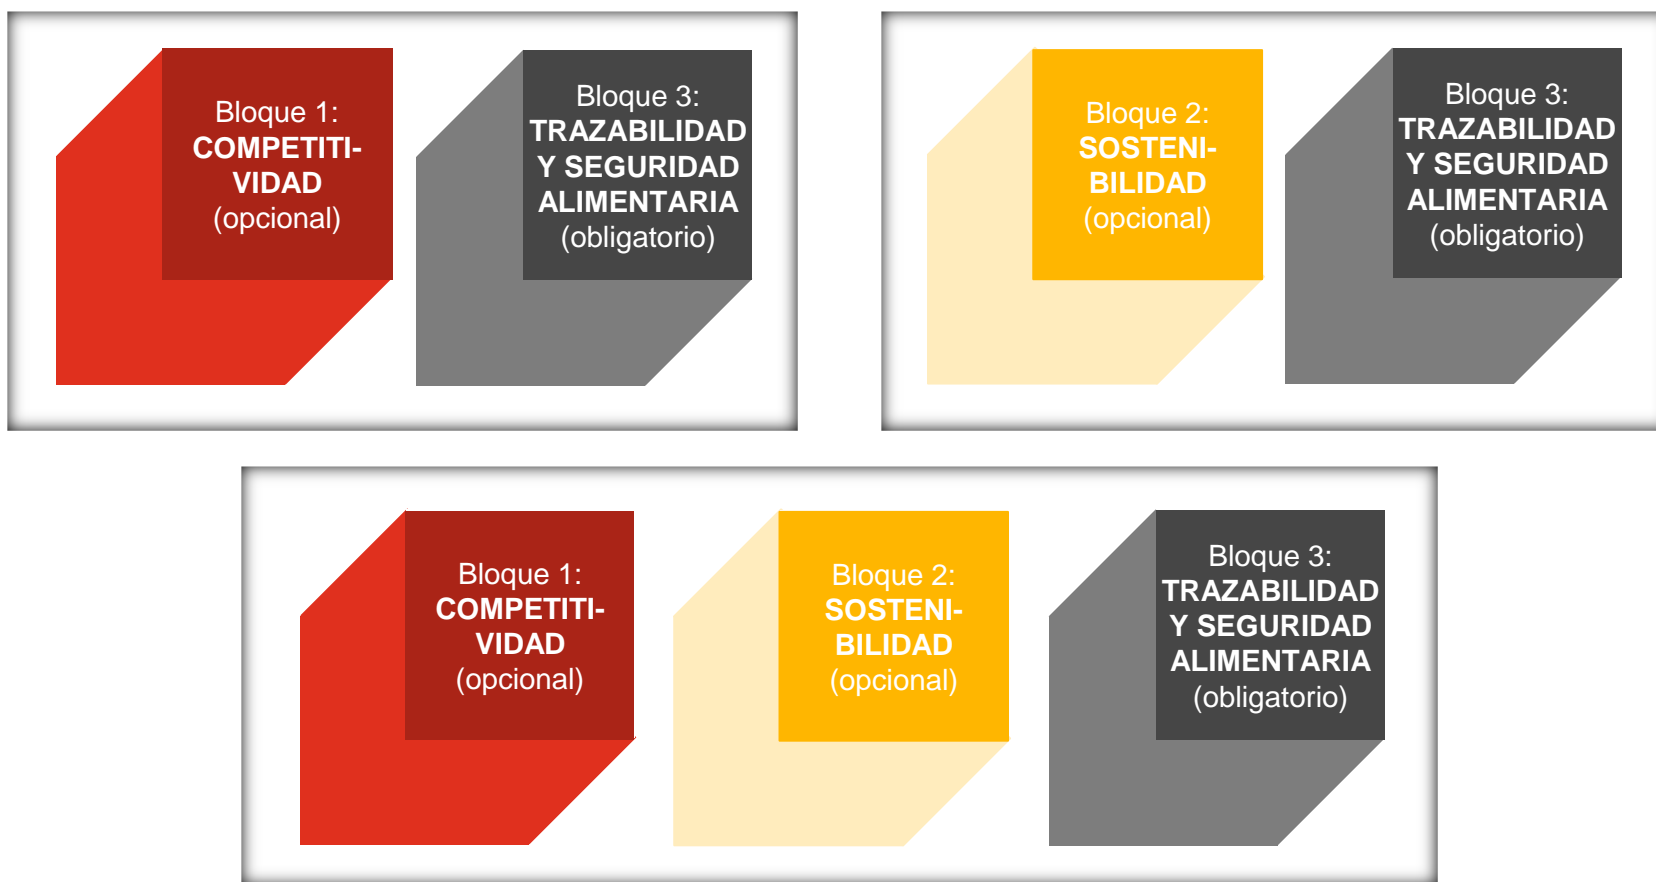 Bloque 1:
COMPETITI-
VIDAD
(opcional)
Bloque 3:
TRAZABILIDAD
Y SEGURIDAD
ALIMENTARIA
(obligatorio)
Bloque 2:
SOSTENI-
BILIDAD
(opcional)
Bloque 3:
TRAZABILIDAD
Y SEGURIDAD
ALIMENTARIA
(obligatorio)
Bloque 1:
COMPETITI-
VIDAD
(opcional)
Bloque 2:
SOSTENI-
BILIDAD
(opcional)
Bloque 3:
TRAZABILIDAD
Y SEGURIDAD
ALIMENTARIA
(obligatorio)